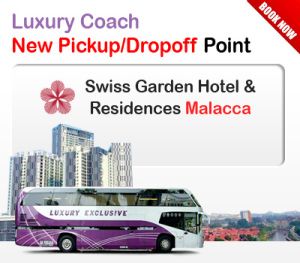 Luxury Coach
BOOK NOW
New Pickup/Dropoff Point
Swiss Garden Hotel &
Residences Malacca
LUXURY EXCLUSIVE